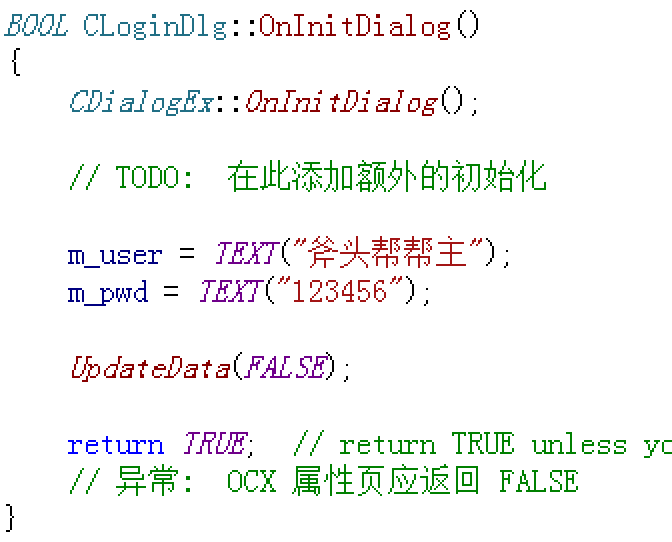 BOOL CLoginDlg::OnInitDialog()
{
CDialogEx::OnInitDialog();
// TODO:  在此添加额外的初始化
m_user = TEXT("斧头帮帮主");
m_pwd = TEXT("123456");
UpdateData(FALSE);
return TRUE;  // return TRUE unless yo
// 异常:  OCX 属性页应返回 FALSE
}